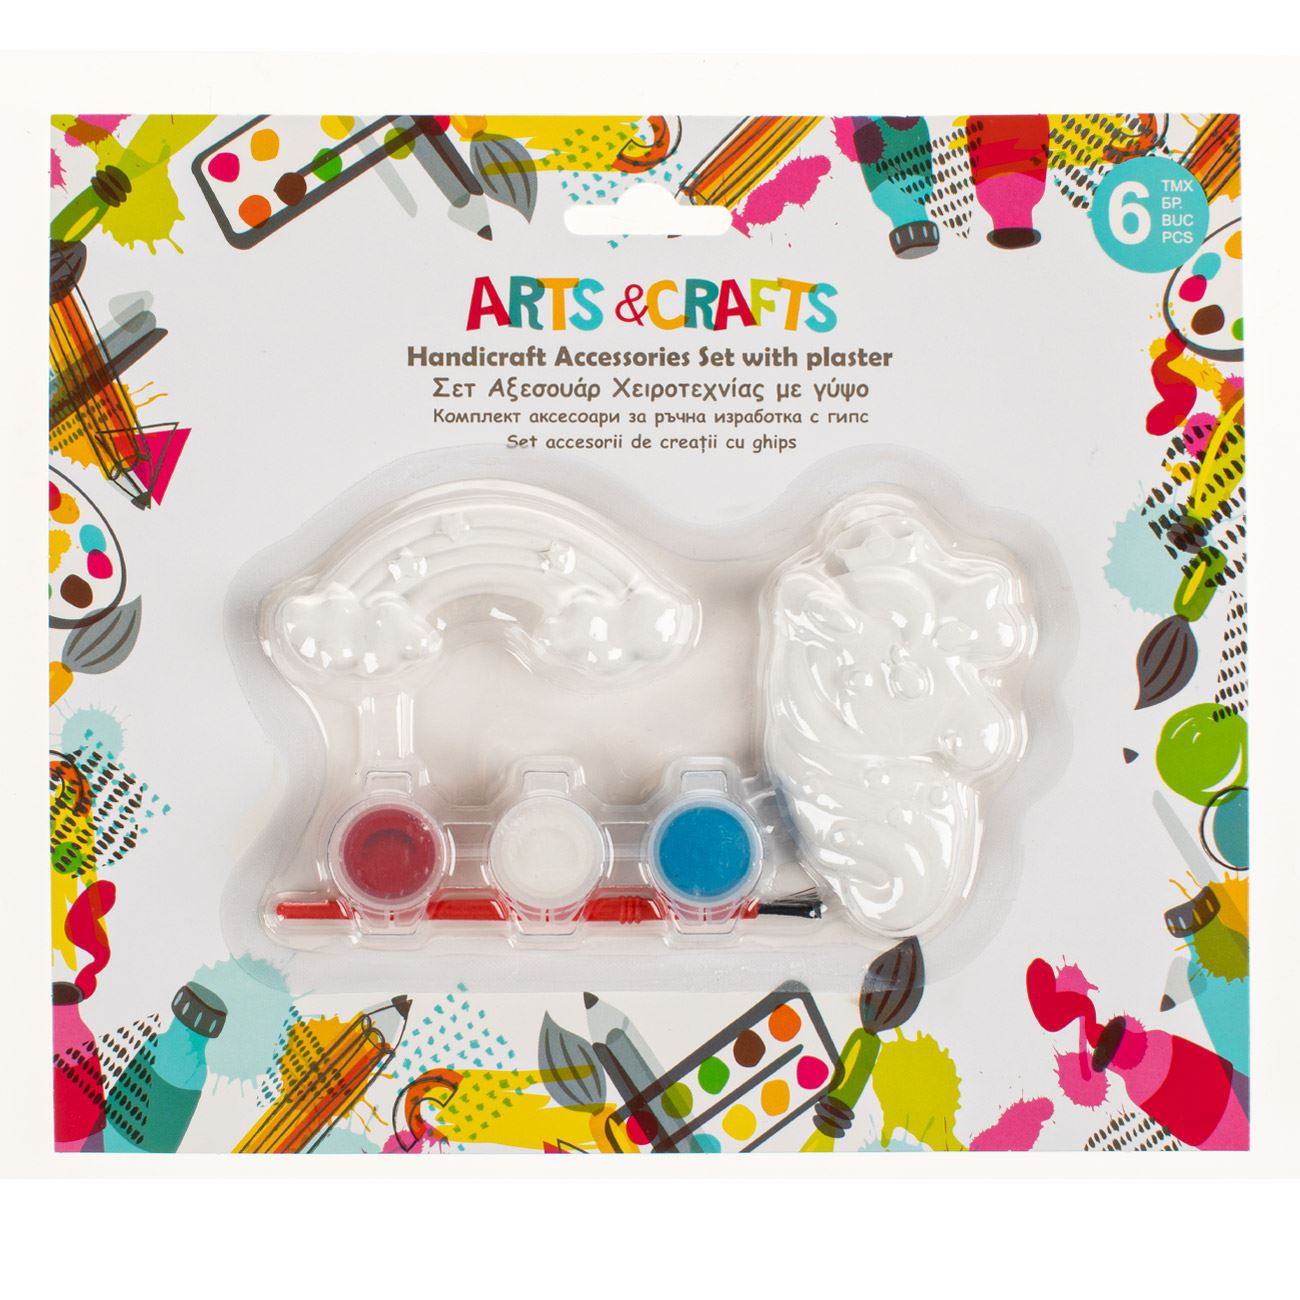 6 ΤΜΧ
БР.
BUC
PCS
ARTS &CRAFTS
Handicraft Accessories Set with plaster
Σετ Αξεσουάρ Χειροτεχνίας με γύψο
Комплект аксесоари за ръчна изработка с гипс
Set accesorii de creații cu ghips